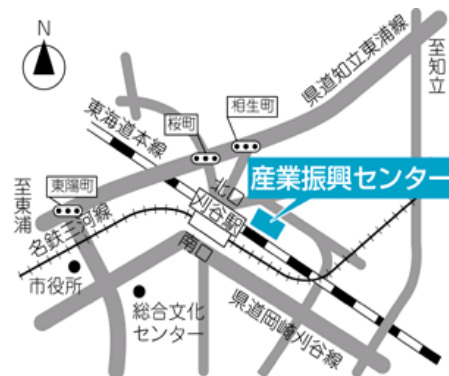 N
至知立
県道知立東浦線
相生町
桜町
東海道本線
北口
産業振興センター
東陽町
至東浦
名鉄三河線
刈谷駅
南口
市役所
総合文化
センター
県道岡崎刈谷線